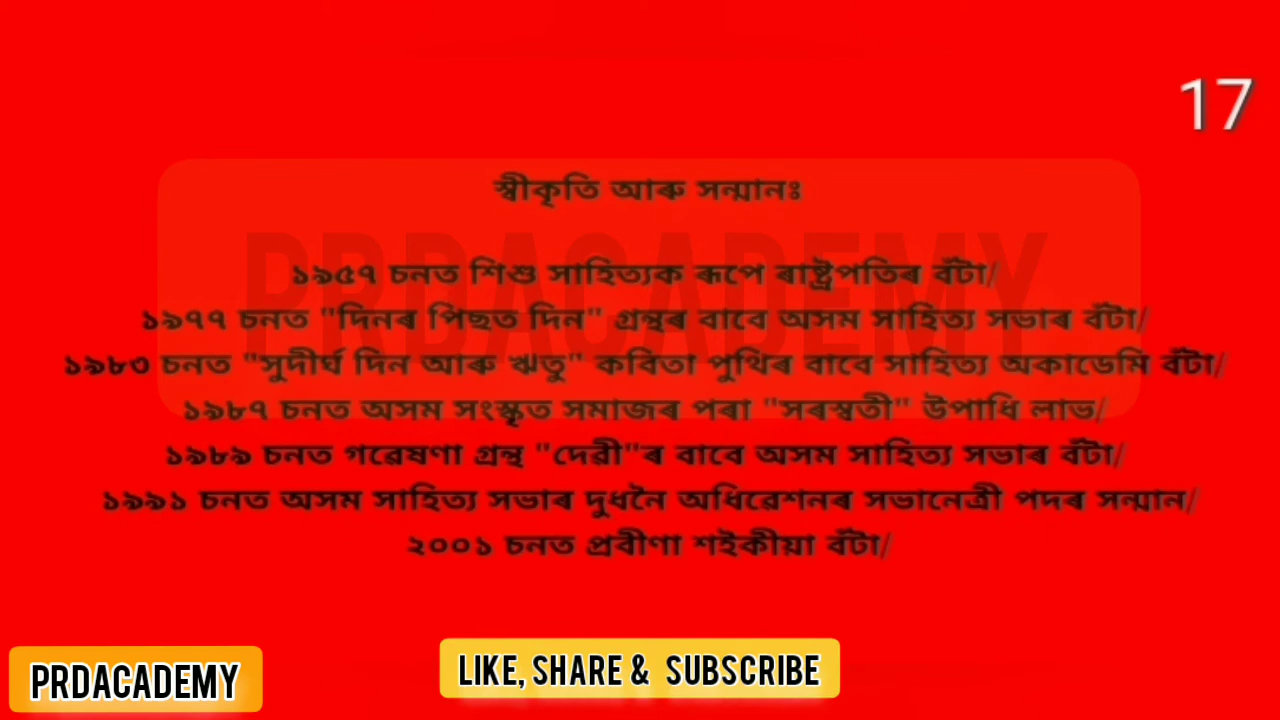 17
স্বীকৃতি আৰু সন্মানঃ
PRDACADEMY
১৯৫৭ চনত শিশু সাহিত্যক ৰূপে ৰাষ্ট্ৰপতিৰ বঁটা/
১৯৭৭ চনত "দিনৰ পিছত দিন" গ্ৰন্থৰ বাবে অসম সাহিত্য সভাৰ বঁটা/
১৯৮৩ চনত "সুদীৰ্ঘ দিন আৰু ঋতু" কবিতা পুথিৰ বাবে সাহিত্য অকাডেমি বঁটা/
১৯৮৭ চনত অসম সংস্কৃত সমাজৰ পৰা "সৰস্বতী" উপাধি লাভ/
১৯৮৯ চনত গৱেষণা গ্ৰন্থ "দেৱী"ৰ বাবে অসম সাহিত্য সভাৰ বঁটা/
১৯৯১ চনত অসম সাহিত্য সভাৰ দুধনৈ অধিৱেশনৰ সভানেত্ৰী পদৰ সন্মান/
২০০১ চনত প্ৰবীণা শইকীয়া বঁটা/
PRDACADEMY
LIKE, SHARE & SUBSCRIBE